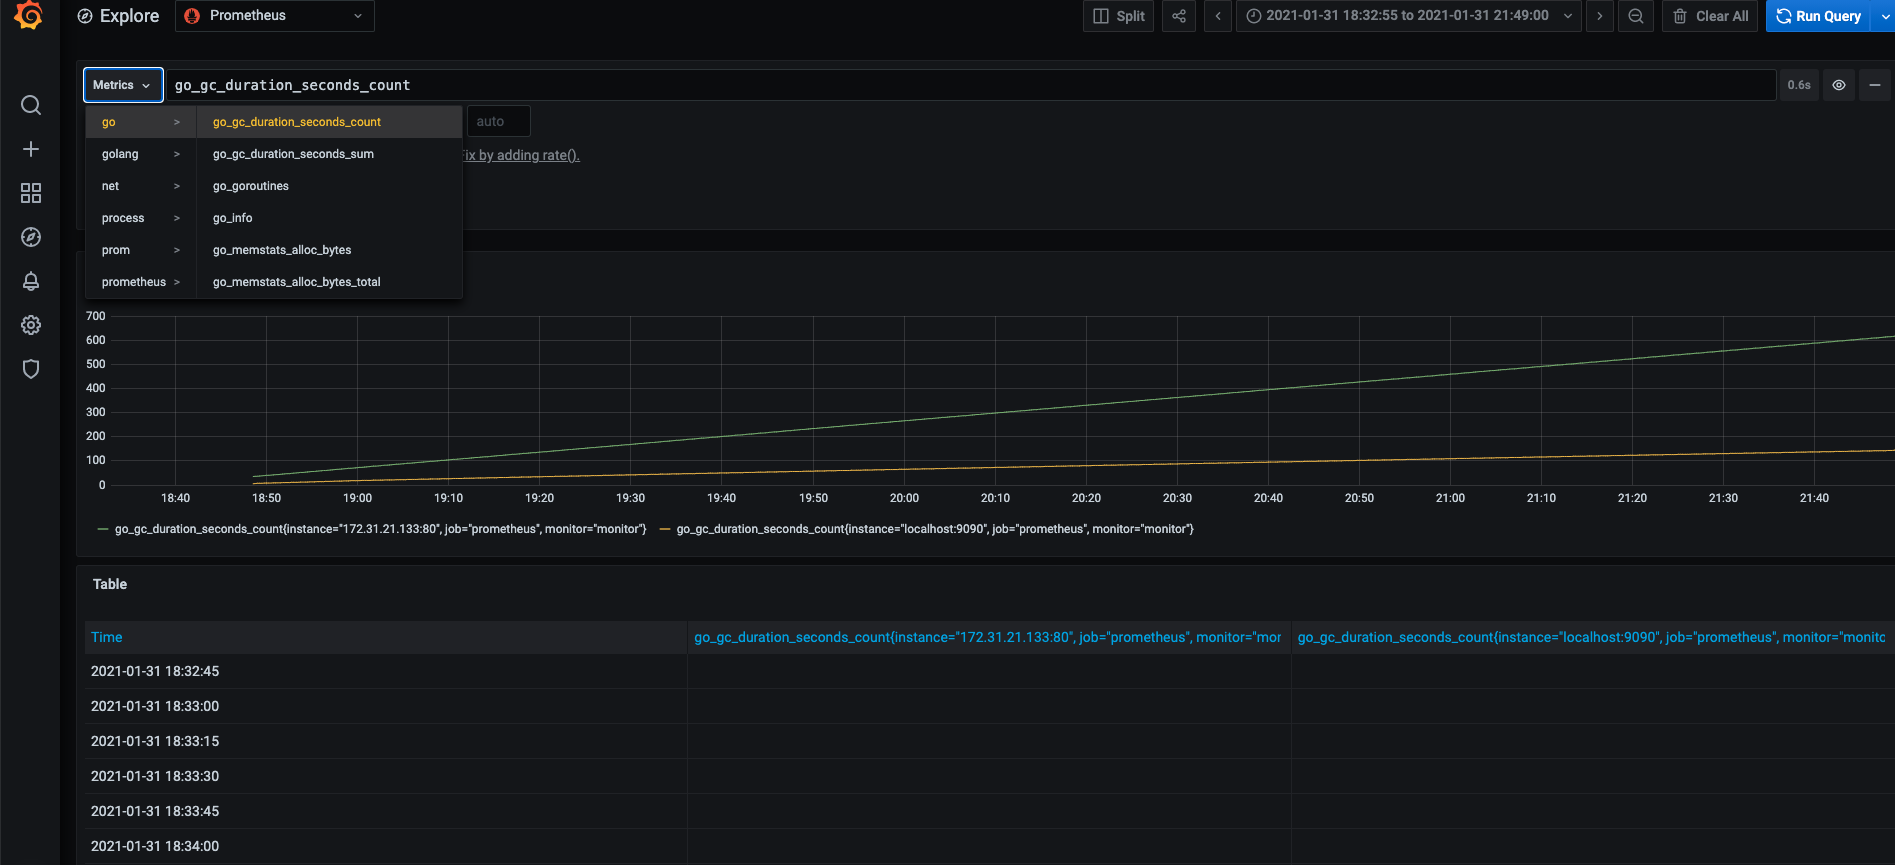 Explore Prometheus Split 2021-01-31 18:32:55 to 2021-01-31 21:49:00 Clear All Run Query
Metrics go_gc_duration_seconds_count 0.6s
go > go_gc_duration_seconds_count auto
golang > go_gc_duration_seconds_sum Fix by adding rate().
net > go_goroutines
process > go_info
prom > go_memstats_alloc_bytes
prometheus > go_memstats_alloc_bytes_total
700
600
500
400
300
200
100
0
18:40 18:50 19:00 19:10 19:20 19:30 19:40 19:50 20:00 20:10 20:20 20:30 20:40 20:50 21:00 21:10 21:20 21:30 21:40
go_gc_duration_seconds_count{instance="172.31.21.133:80", job="prometheus", monitor="monitor"} go_gc_duration_seconds_count{instance="localhost:9090", job="prometheus", monitor="monitor"}
Table
Time go_gc_duration_seconds_count{instance="172.31.21.133:80", job="prometheus", monitor="mor go_gc_duration_seconds_count{instance="localhost:9090", job="prometheus", monitor="monitc
2021-01-31 18:32:45
2021-01-31 18:33:00
2021-01-31 18:33:15
2021-01-31 18:33:30
2021-01-31 18:33:45
2021-01-31 18:34:00